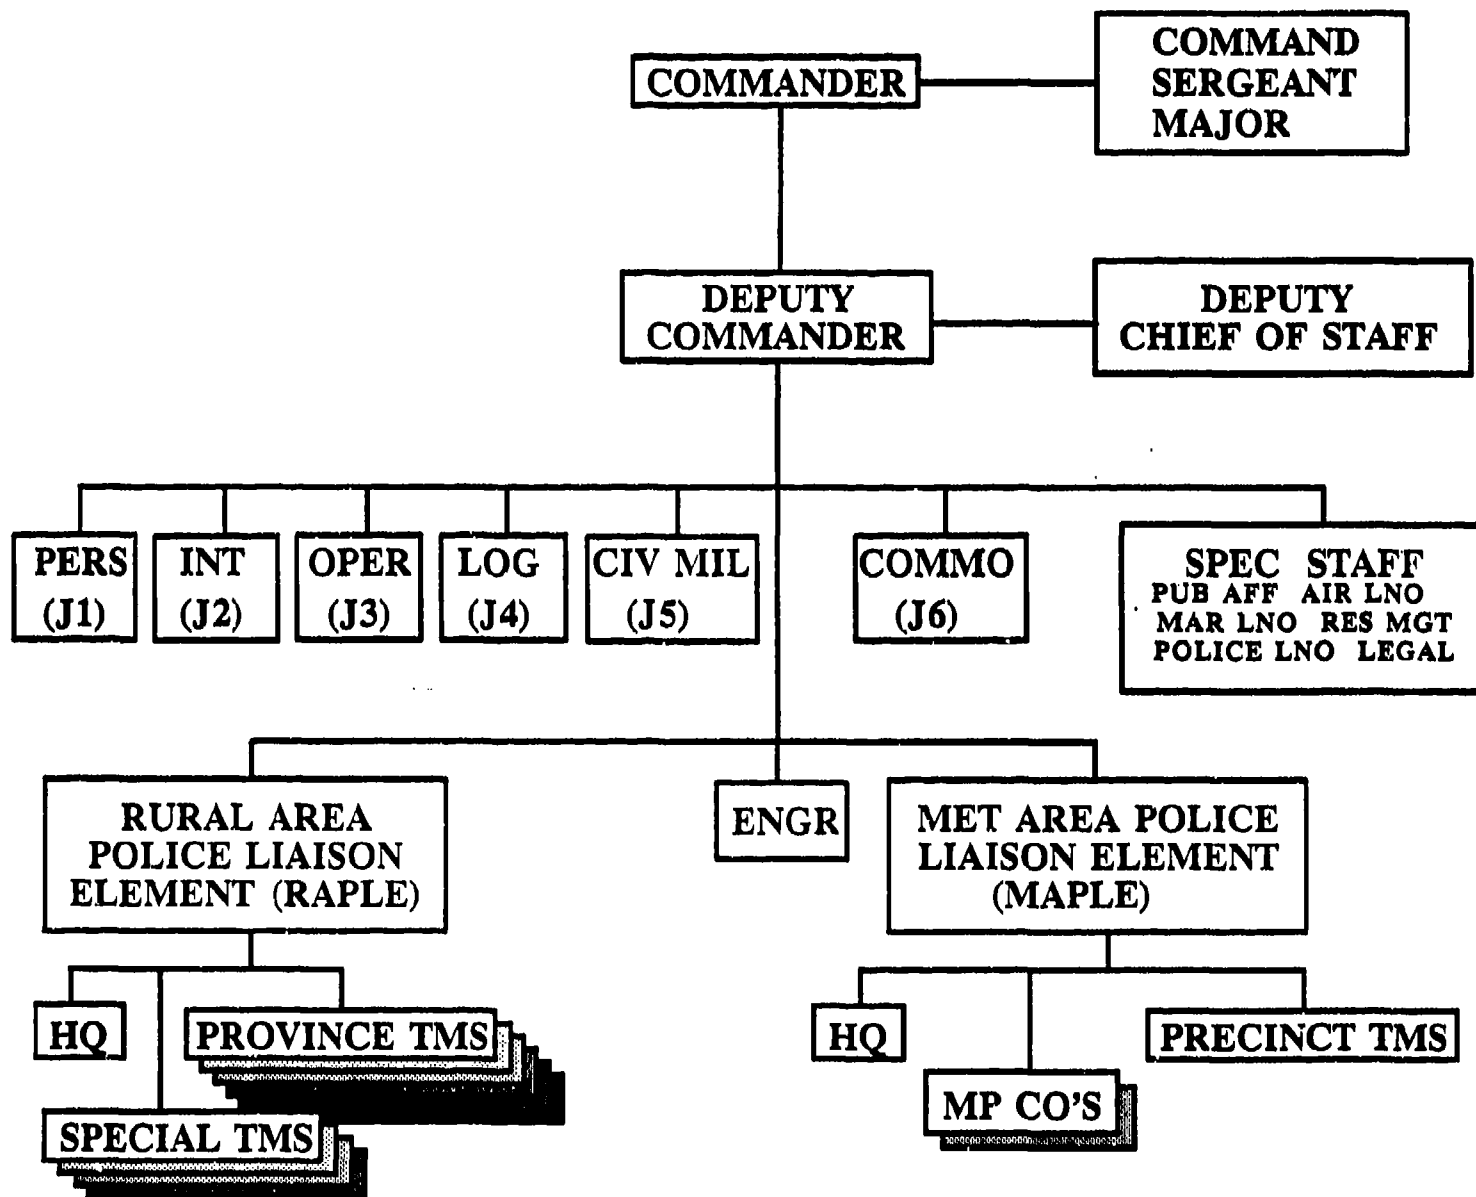 COMMANDER
COMMAND
SERGEANT
MAJOR
DEPUTY
COMMANDER
DEPUTY
CHIEF OF STAFF
PERS
(J1)
INT
(J2)
OPER
(J3)
LOG
(J4)
CIV MIL
(J5)
COMMO
(J6)
SPEC STAFF
PUB AFF AIR LNO
MAR LNO RES MGT
POLICE LNO LEGAL
RURAL AREA
POLICE LIAISON
ELEMENT (RAPLE)
ENGR
MET AREA POLICE
LIAISON ELEMENT
(MAPLE)
HQ
PROVINCE TMS
SPECIAL TMS
HQ
MP CO'S
PRECINCT TMS